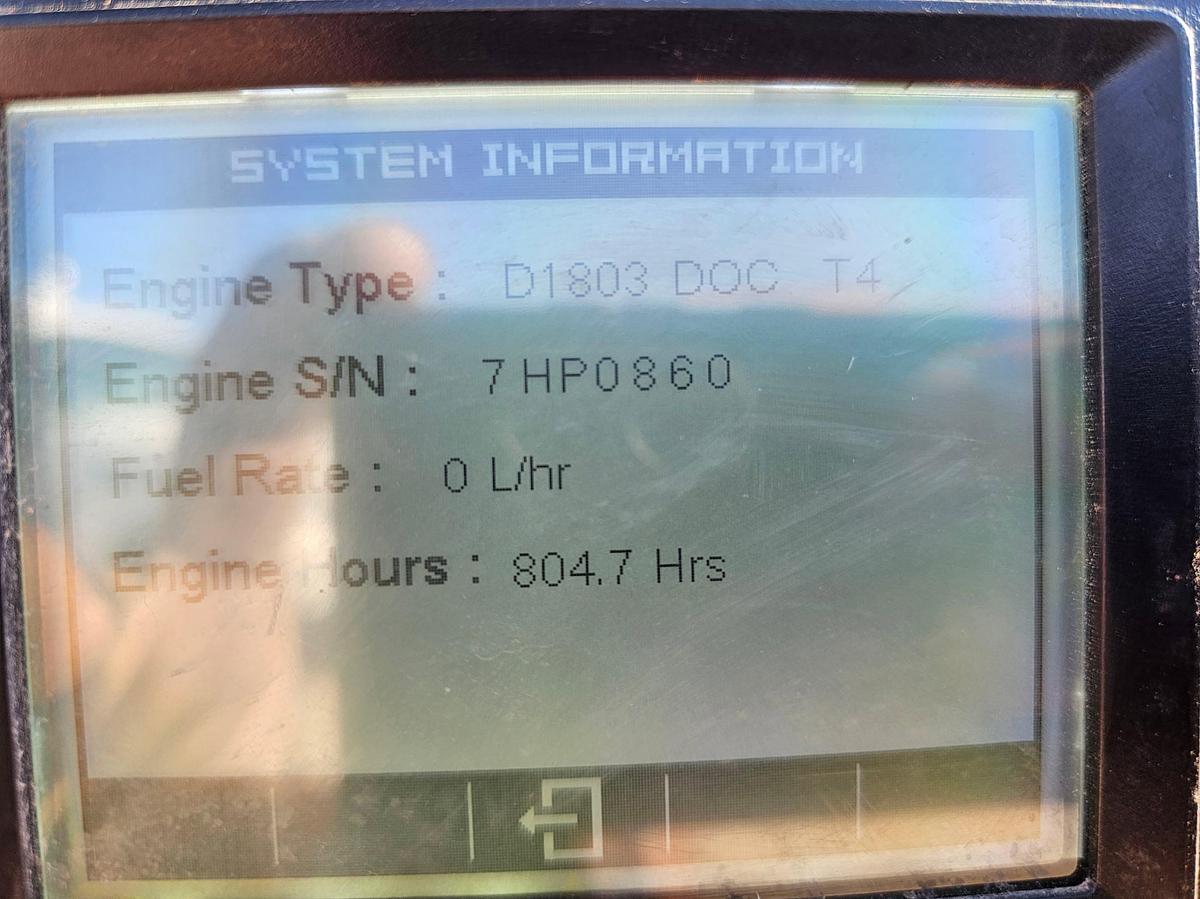 SYSTEM INFORMATION
Engine Type : D1803 DOC T4
Engine S/N : 7HP0860
Fuel Rate : 0 L/hr
Engine Hours : 804.7 Hrs